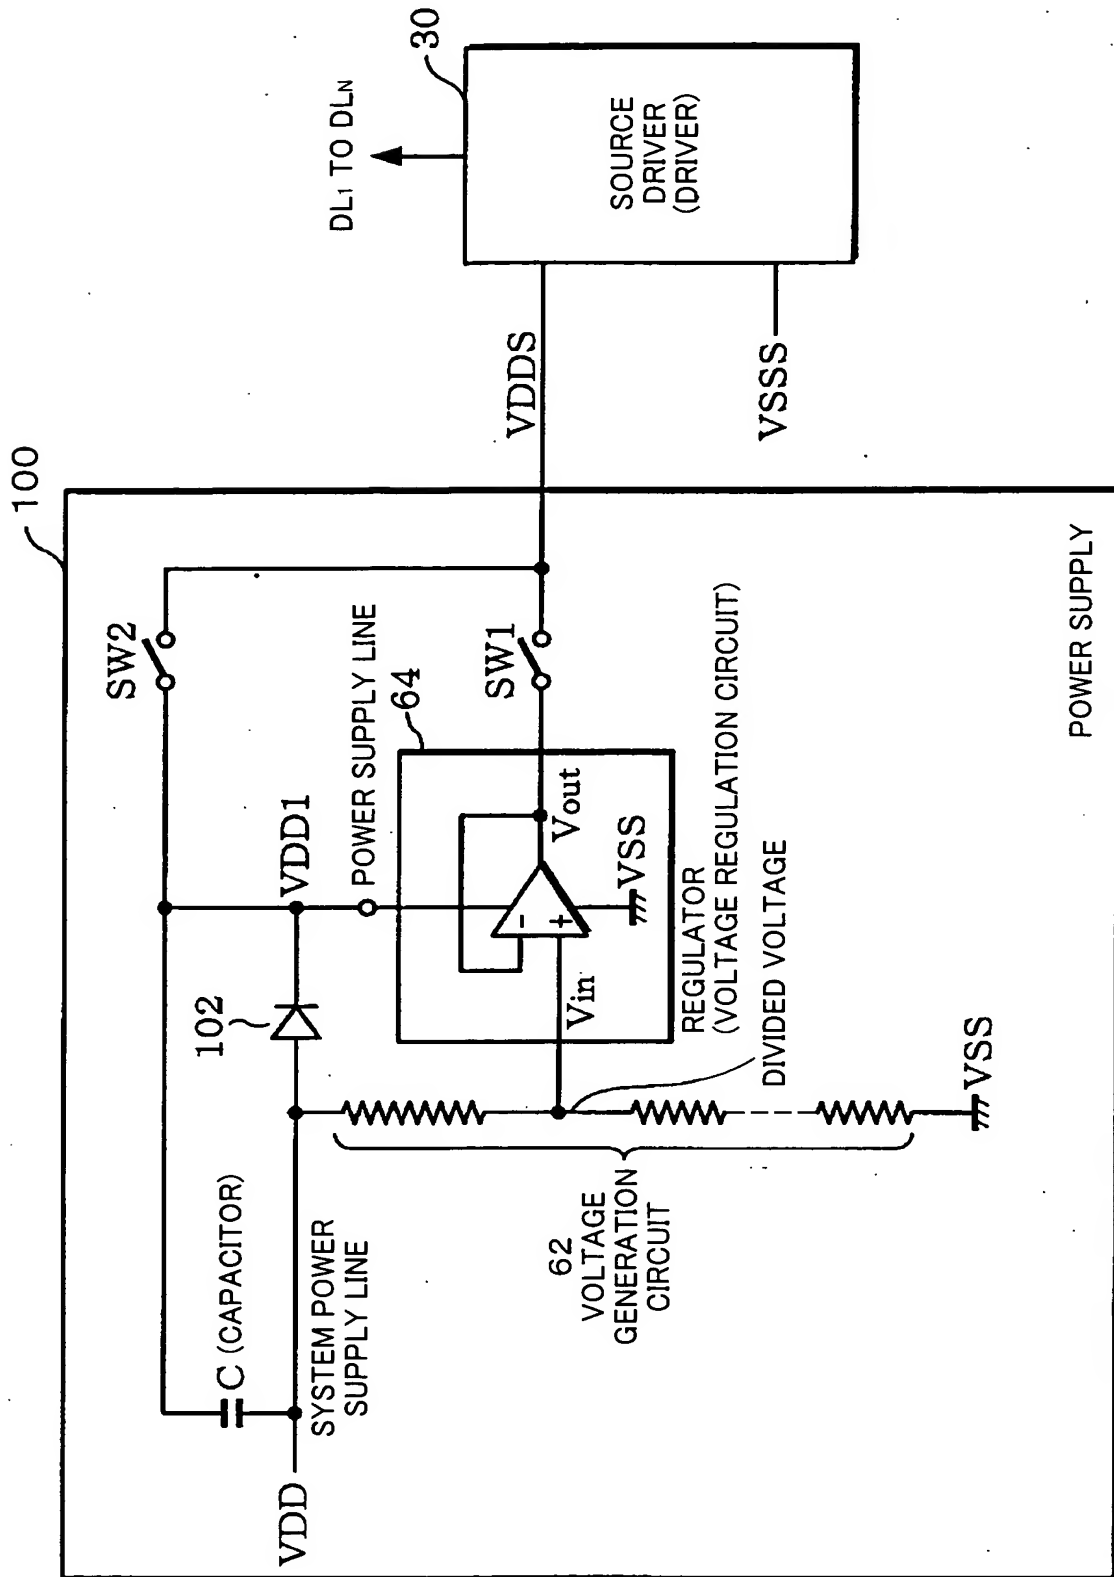 100
30
DL1 TO DLN
SOURCE
DRIVER
(DRIVER)
VDDS
VSSS
SW2
SW1
POWER SUPPLY LINE
64
VDD1
102
Vout
Vin
-
+
VSS
REGULATOR
(VOLTAGE REGULATION CIRCUIT)
DIVIDED VOLTAGE
VSS
C (CAPACITOR)
SYSTEM POWER
SUPPLY LINE
VDD
62
VOLTAGE
GENERATION
CIRCUIT
POWER SUPPLY